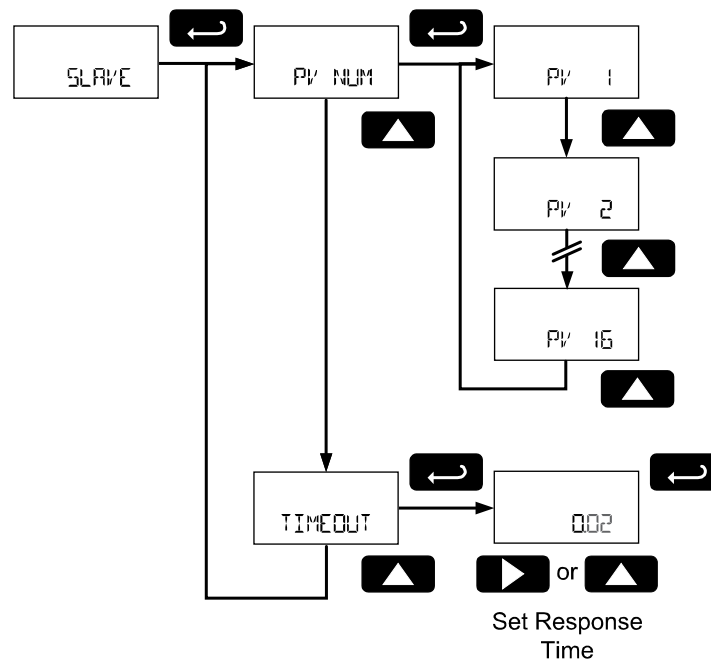 SLAVE
PV NUM
PV 1
PV 2
PV 16
TIMEOUT
0.02
or
Set Response
Time